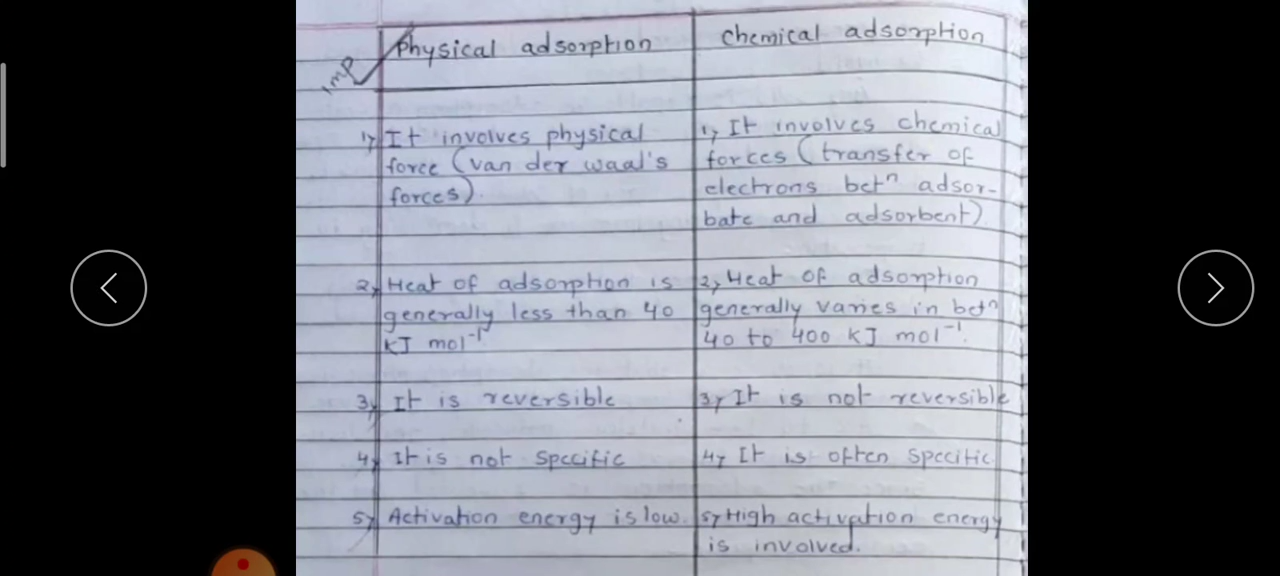 IMP
Physical adsorption
Chemical adsorption
1) It involves physical
force (van der waal's
forces).
1) It involves chemical
forces (transfer of
electrons betⁿ adsor-
bate and adsorbent)
2) Heat of adsorption is
generally less than 40
KJ mol⁻¹
2) Heat of adsorption
generally varies in betⁿ
40 to 400 KJ mol⁻¹.
3) It is reversible
3) It is not reversible
4) It is not specific
4) It is often specific
5) Activation energy is low.
5) High activation energy
is involved.